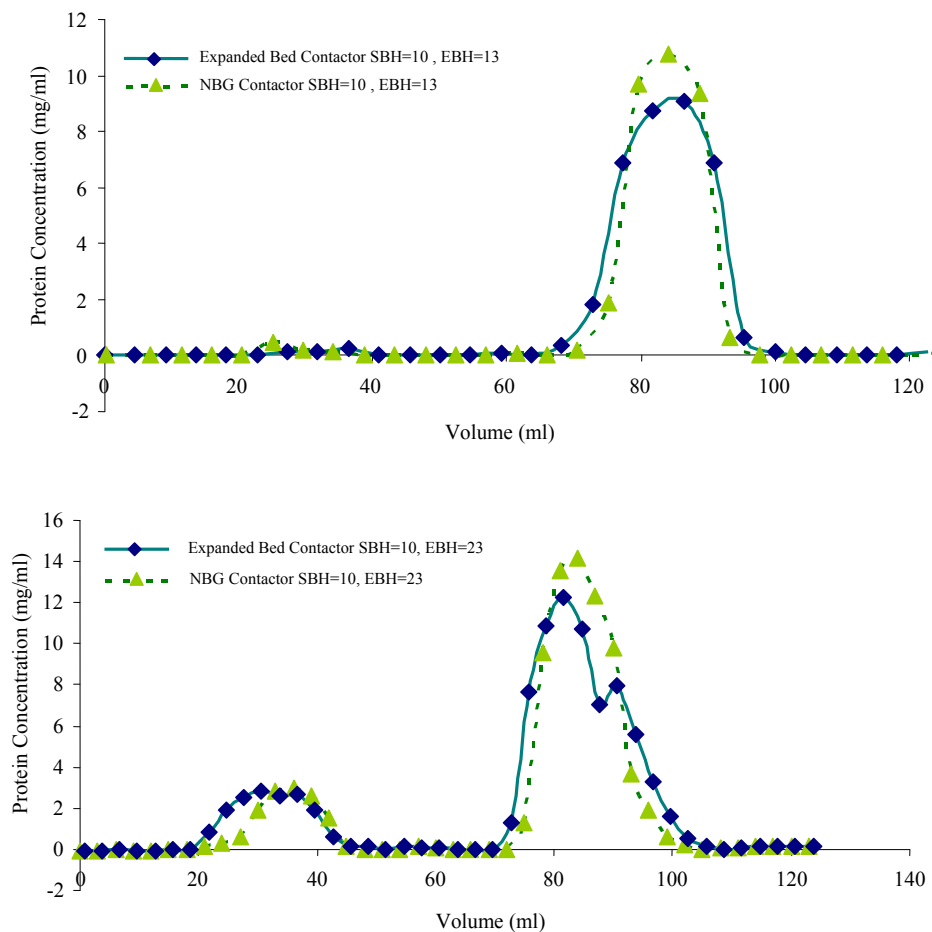 12
10
8
6
4
2
0
-2
Protein Concentration (mg/ml)
Expanded Bed Contactor SBH=10 , EBH=13
NBG Contactor SBH=10 , EBH=13
0 20 40 60 80 100 120
Volume (ml)
16
14
12
10
8
6
4
2
0
-2
Protein Concentration (mg/ml)
Expanded Bed Contactor SBH=10, EBH=23
NBG Contactor SBH=10, EBH=23
0 20 40 60 80 100 120 140
Volume (ml)